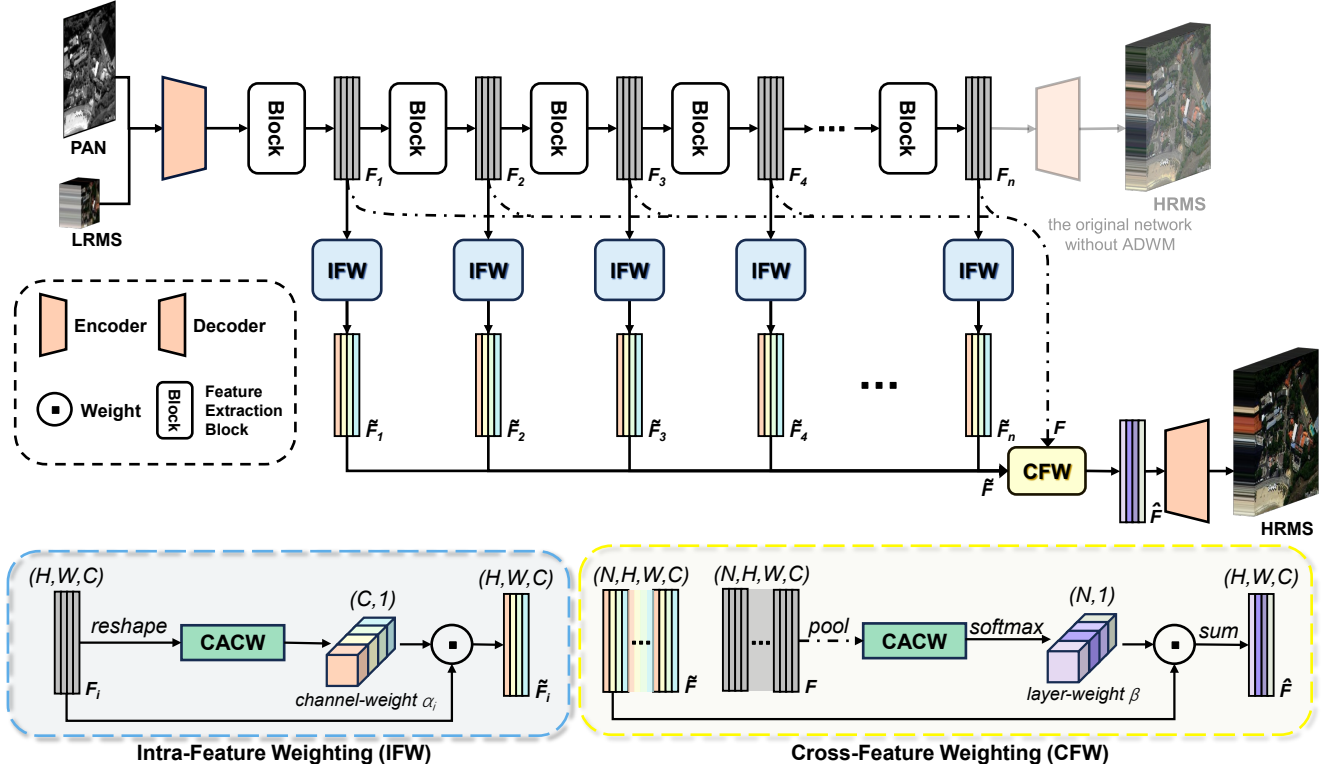 PAN
LRMS
Block
Block
Block
Block
...
Block
F1
F2
F3
F4
Fn
HRMS
the original network
without ADWM
IFW
IFW
IFW
IFW
IFW
Encoder
Decoder
Weight
Block
Feature
Extraction
Block
F̃1
F̃2
F̃3
F̃4
...
F̃n
F̃
F
CFW
F̂
HRMS
(H,W,C)
reshape
CACW
(C,1)
(H,W,C)
Fi
channel-weight αi
F̃i
Intra-Feature Weighting (IFW)
(N,H,W,C)
(N,H,W,C)
...
...
pool
CACW
softmax
(N,1)
sum
(H,W,C)
F̃
F
layer-weight β
F̂
Cross-Feature Weighting (CFW)